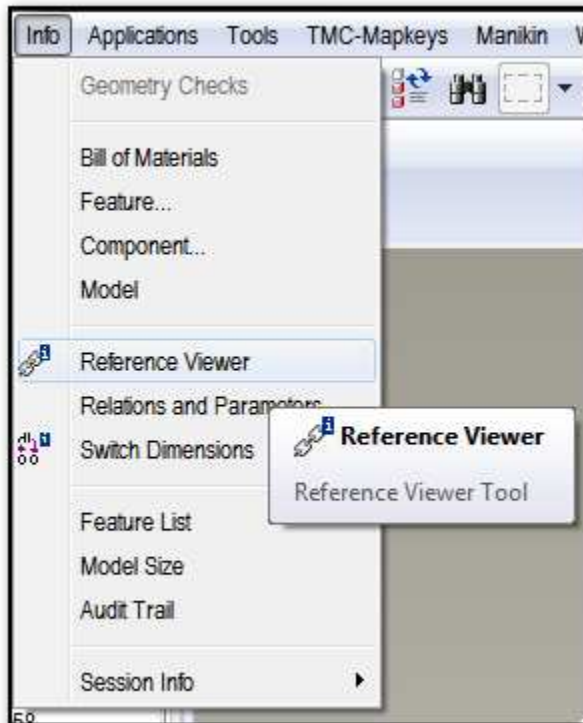 Info Applications Tools TMC-Mapkeys Manikin
Geometry Checks
Bill of Materials
Feature...
Component...
Model
Reference Viewer
Relations and Parameters
Switch Dimensions
Reference Viewer
Reference Viewer Tool
Feature List
Model Size
Audit Trail
Session Info